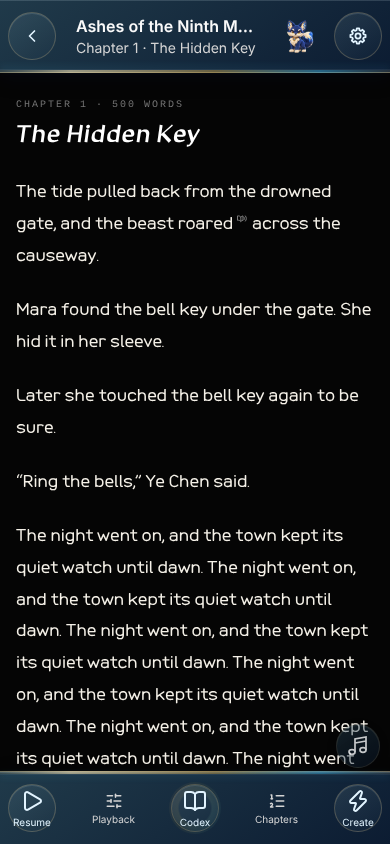 Ashes of the Ninth M...
Chapter 1 · The Hidden Key
CHAPTER 1 · 500 WORDS
The Hidden Key
The tide pulled back from the drowned
gate, and the beast roared across the
causeway.
Mara found the bell key under the gate. She
hid it in her sleeve.
Later she touched the bell key again to be
sure.
“Ring the bells,” Ye Chen said.
The night went on, and the town kept its
quiet watch until dawn. The night went on,
and the town kept its quiet watch until
dawn. The night went on, and the town kept
its quiet watch until dawn. The night went
on, and the town kept its quiet watch until
dawn. The night went on, and the town kept
its quiet watch until dawn. The night went
Resume
Playback
Codex
Chapters
Create